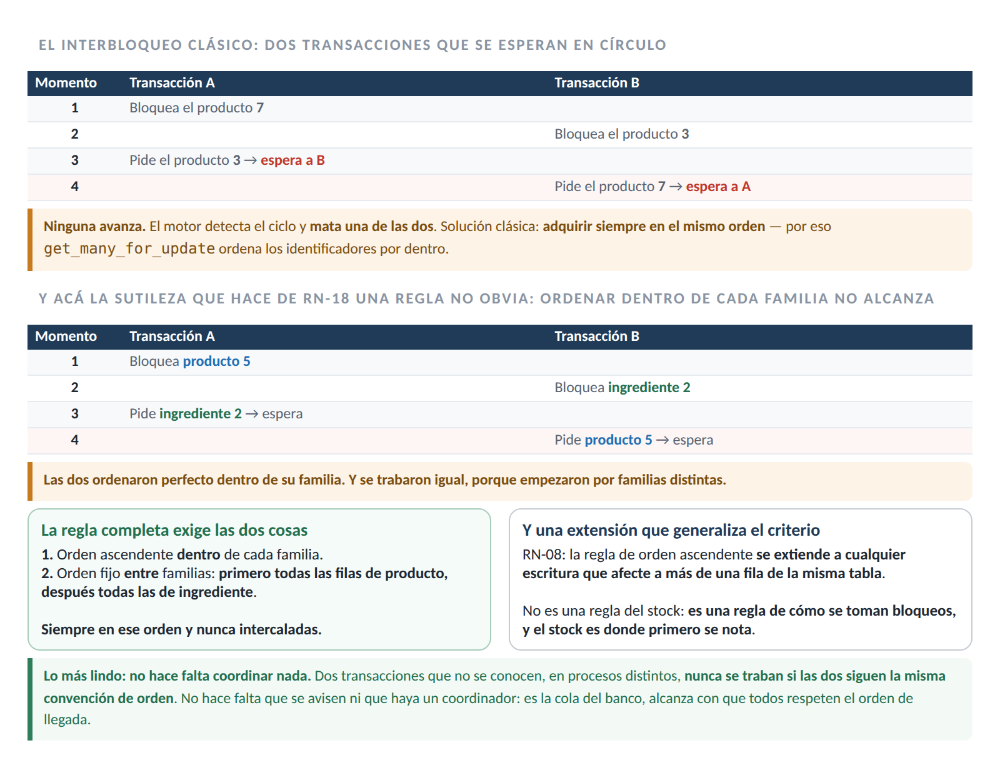 EL INTERBLOQUEO CLÁSICO: DOS TRANSACCIONES QUE SE ESPERAN EN CÍRCULO
Momento Transacción A Transacción B
1 Bloquea el producto 7
2 Bloquea el producto 3
3 Pide el producto 3 → espera a B
4 Pide el producto 7 → espera a A
Ninguna avanza. El motor detecta el ciclo y mata una de las dos. Solución clásica: adquirir siempre en el mismo orden — por eso
get_many_for_update ordena los identificadores por dentro.
Y ACÁ LA SUTILEZA QUE HACE DE RN-18 UNA REGLA NO OBVIA: ORDENAR DENTRO DE CADA FAMILIA NO ALCANZA
Momento Transacción A Transacción B
1 Bloquea producto 5
2 Bloquea ingrediente 2
3 Pide ingrediente 2 → espera
4 Pide producto 5 → espera
Las dos ordenaron perfecto dentro de su familia. Y se trabaron igual, porque empezaron por familias distintas.
La regla completa exige las dos cosas
1. Orden ascendente dentro de cada familia.
2. Orden fijo entre familias: primero todas las filas de producto,
después todas las de ingrediente.
Siempre en ese orden y nunca intercaladas.
Y una extensión que generaliza el criterio
RN-08: la regla de orden ascendente se extiende a cualquier
escritura que afecte a más de una fila de la misma tabla.
No es una regla del stock: es una regla de cómo se toman bloqueos,
y el stock es donde primero se nota.
Lo más lindo: no hace falta coordinar nada. Dos transacciones que no se conocen, en procesos distintos, nunca se traban si las dos siguen la misma
convención de orden. No hace falta que se avisen ni que haya un coordinador: es la cola del banco, alcanza con que todos respeten el orden de
llegada.